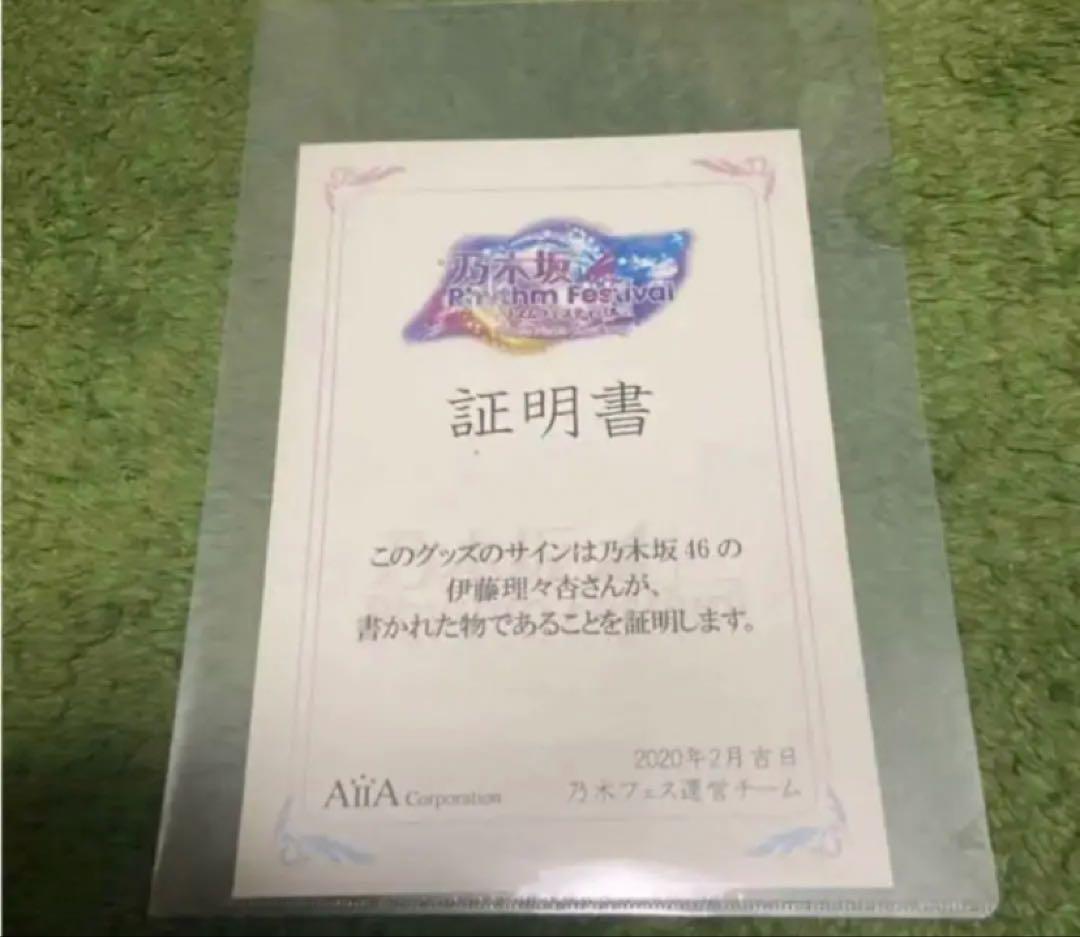 乃木坂
Rhythm Festival
証明書
このグッズのサインは乃木坂46の
伊藤理々杏さんが、
書かれた物であることを証明します。
2020年2月吉日
AiiA Corporation
乃木フェス運営チーム